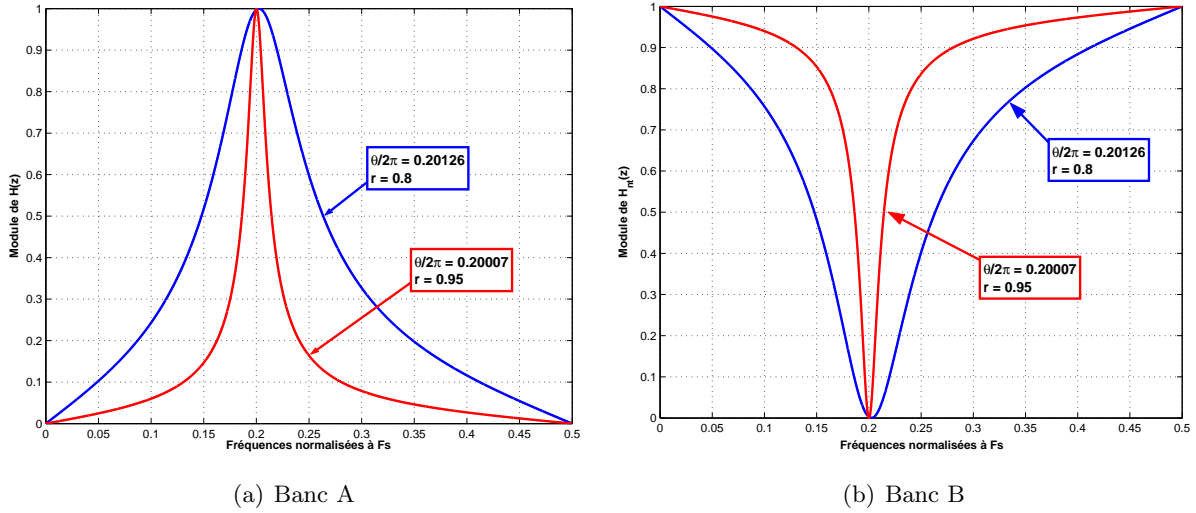 1
0.9
0.8
0.7
0.6
0.5
0.4
0.3
0.2
0.1
0
Module de H(z)
θ/2π = 0.20126
r = 0.8
θ/2π = 0.20007
r = 0.95
0 0.05 0.1 0.15 0.2 0.25 0.3 0.35 0.4 0.45 0.5
Fréquences normalisées à Fs
(a) Banc A
1
0.9
0.8
0.7
0.6
0.5
0.4
0.3
0.2
0.1
0
Module de Hnt(z)
θ/2π = 0.20126
r = 0.8
θ/2π = 0.20007
r = 0.95
0 0.05 0.1 0.15 0.2 0.25 0.3 0.35 0.4 0.45 0.5
Fréquences normalisées à Fs
(b) Banc B